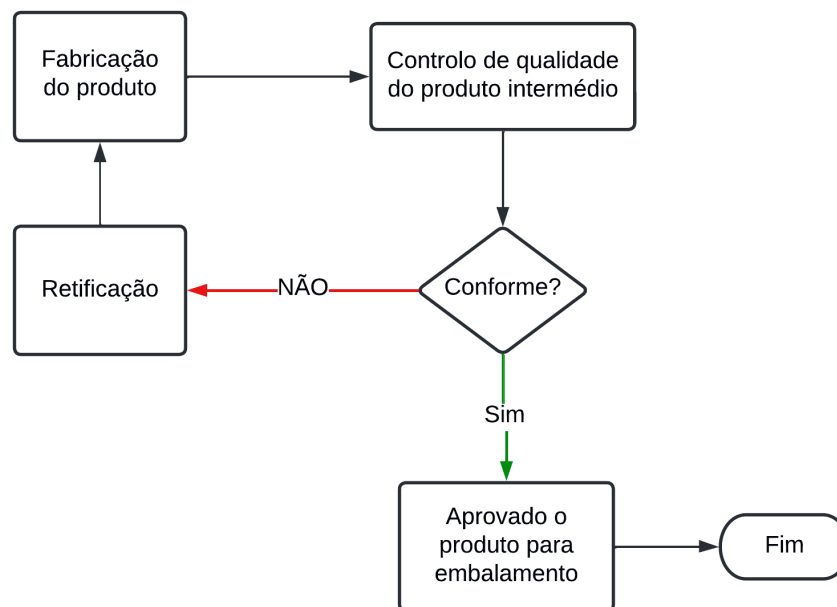 Fabricação
do produto
Controlo de qualidade
do produto intermédio
Retificação
NÃO
Conforme?
Sim
Aprovado o
produto para
embalamento
Fim